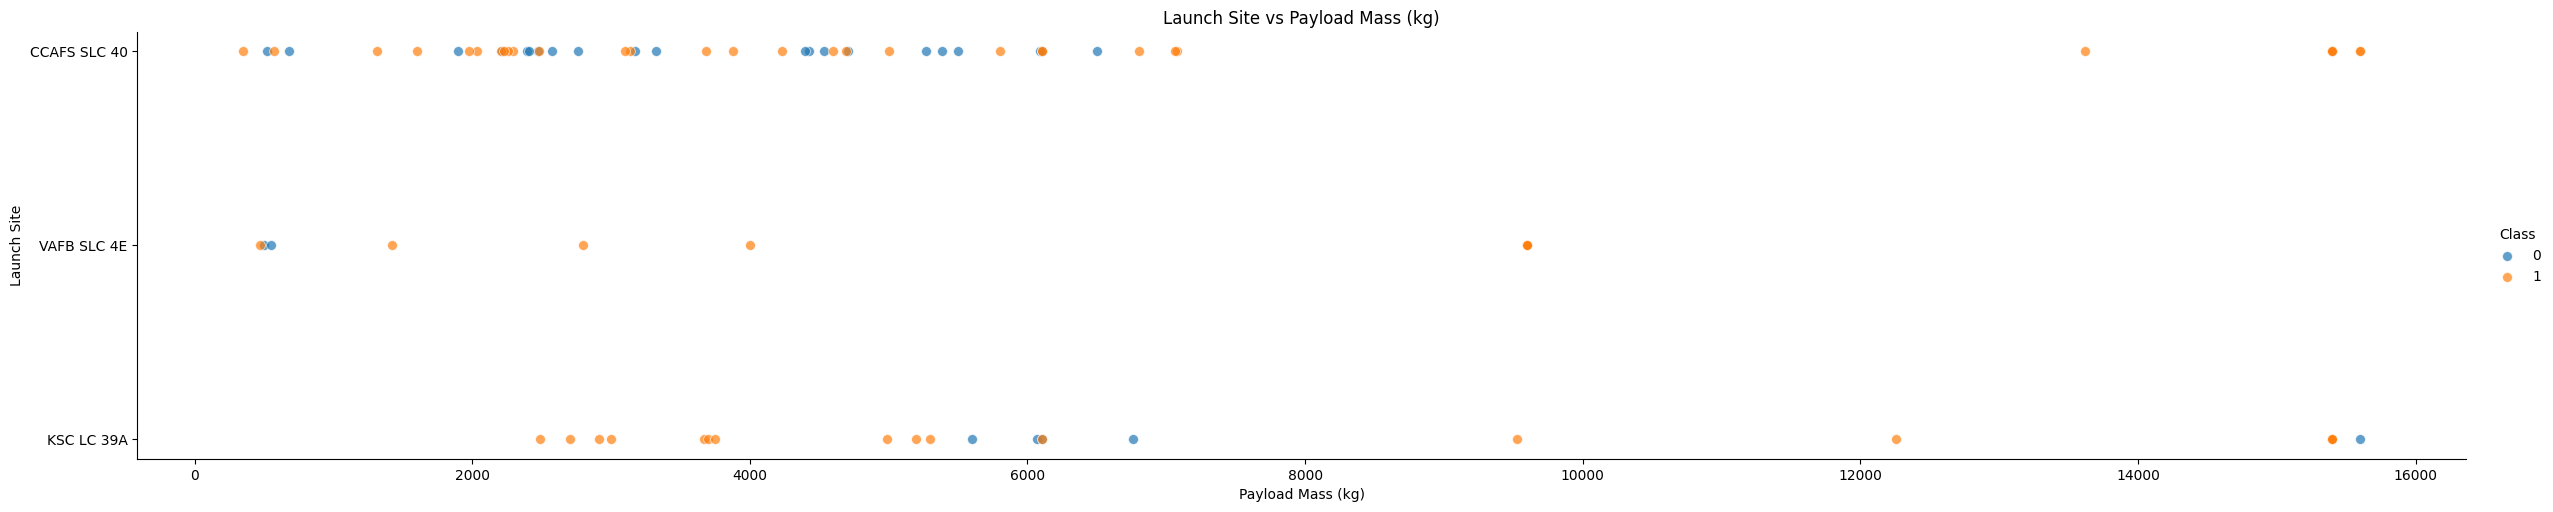 Launch Site vs Payload Mass (kg)
CCAFS SLC 40
VAFB SLC 4E
KSC LC 39A
Launch Site
0 2000 4000 6000 8000 10000 12000 14000 16000
Payload Mass (kg)
Class
0
1